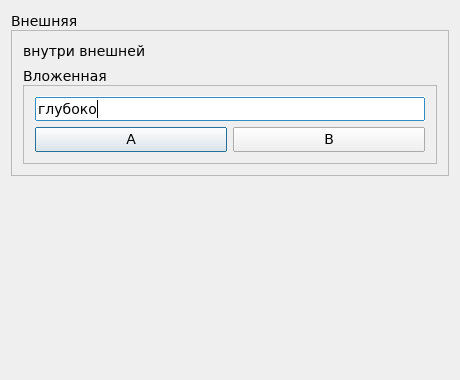 Внешняя
внутри внешней
Вложенная
глубоко
A B